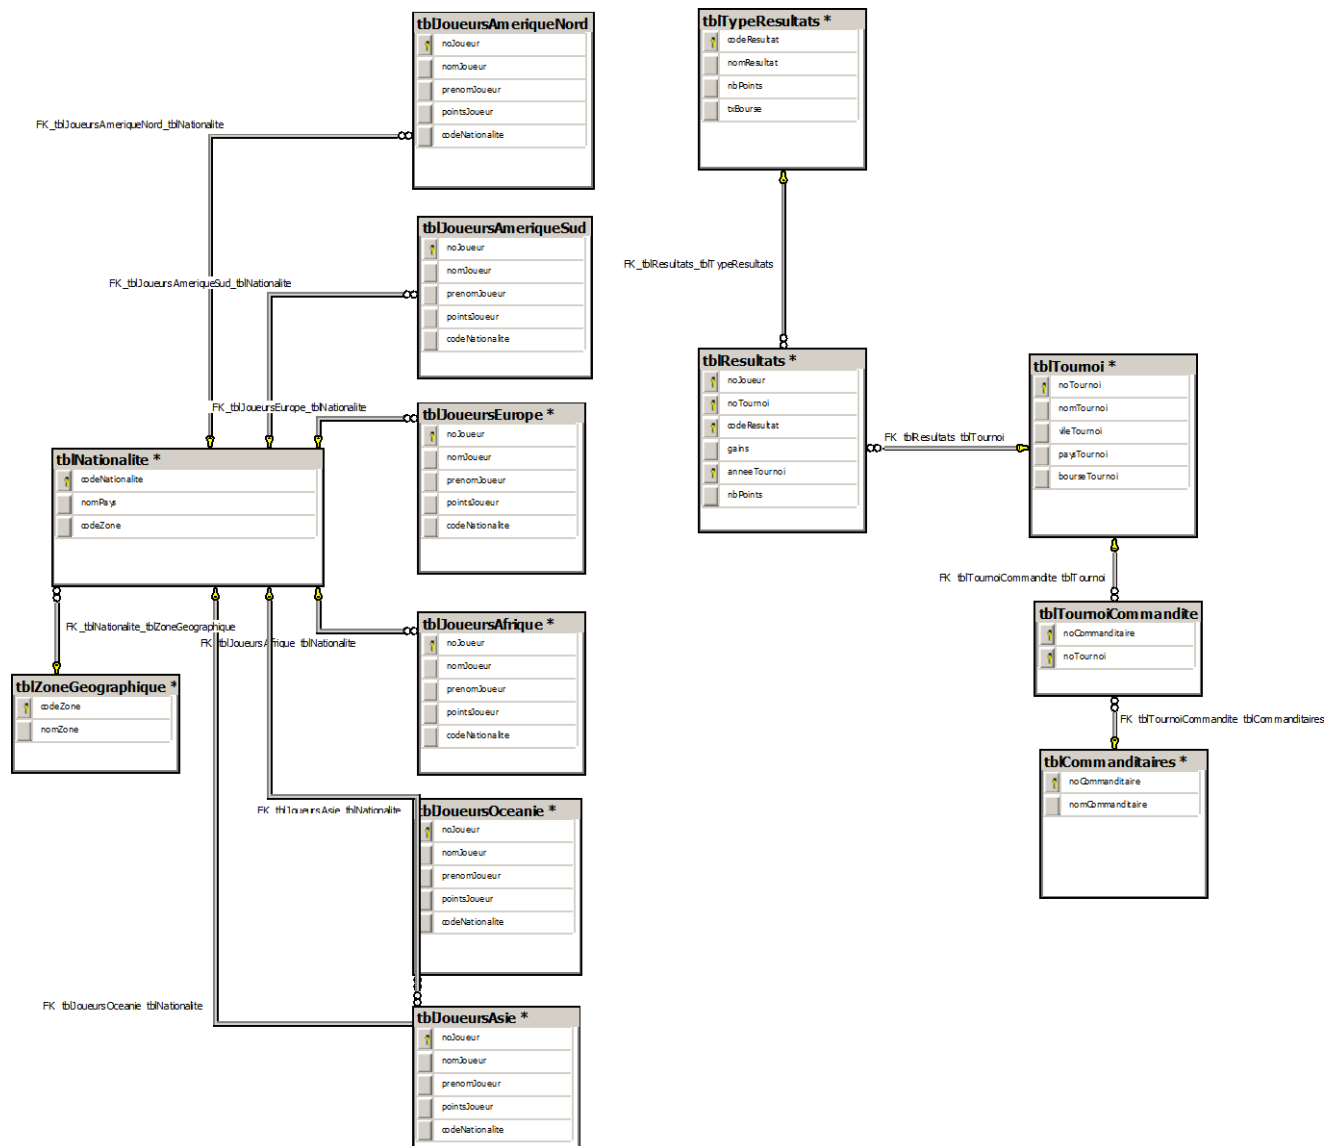 tblJoueursAmeriqueNord
noJoueur
nomJoueur
prenomJoueur
pointsJoueur
codeNationalite
FK_tblJoueursAmeriqueNord_tblNationalite
tblJoueursAmeriqueSud
noJoueur
nomJoueur
prenomJoueur
pointsJoueur
codeNationalite
FK_tblJoueursAmeriqueSud_tblNationalite
tblJoueursEurope *
noJoueur
nomJoueur
prenomJoueur
pointsJoueur
codeNationalite
FK_tblJoueursEurope_tblNationalite
tblNationalite *
codeNationalite
nomPays
codeZone
FK_tblNationalite_tblZoneGeographique
FK_tblJoueursAfrique_tblNationalite
tblJoueursAfrique *
noJoueur
nomJoueur
prenomJoueur
pointsJoueur
codeNationalite
tblZoneGeographique *
codeZone
nomZone
FK_tblJoueursAsie_tblNationalite
tblJoueursOceanie *
noJoueur
nomJoueur
prenomJoueur
pointsJoueur
codeNationalite
FK_tblJoueursOceanie_tblNationalite
tblJoueursAsie *
noJoueur
nomJoueur
prenomJoueur
pointsJoueur
codeNationalite
tblTypeResultats *
codeResultat
nomResultat
nbPoints
txBourse
FK_tblResultats_tblTypeResultats
tblResultats *
noJoueur
noTournoi
codeResultat
gains
anneeTournoi
nbPoints
FK_tblResultats_tblTournoi
tblTournoi *
noTournoi
nomTournoi
villeTournoi
paysTournoi
bourseTournoi
FK_tblTournoiCommandite_tblTournoi
tblTournoiCommandite
noCommanditaire
noTournoi
FK_tblTournoiCommandite_tblCommanditaires
tblCommanditaires *
noCommanditaire
nomCommanditaire